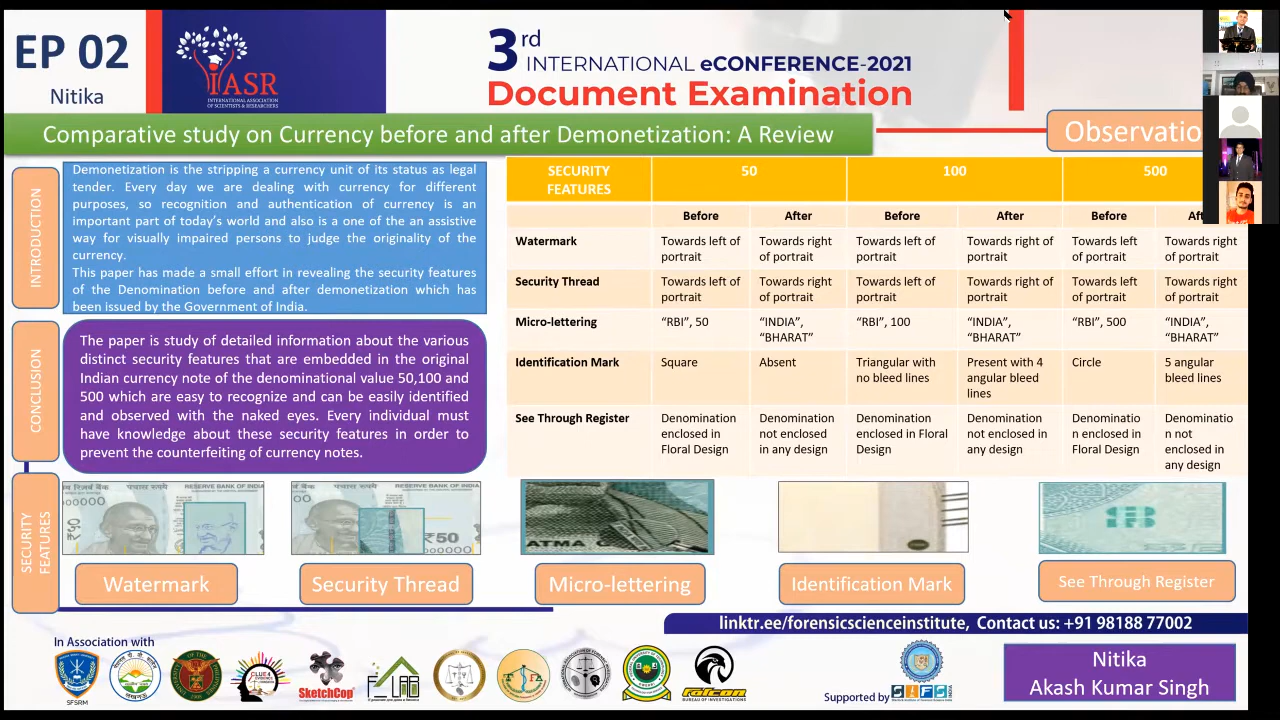 EP 02
Nitika
IASR
INTERNATIONAL ASSOCIATION
OF SCIENTISTS & RESEARCHERS
3rd
INTERNATIONAL eCONFERENCE-2021
Document Examination
Comparative study on Currency before and after Demonetization: A Review
Observatio
INTRODUCTION
Demonetization is the stripping a currency unit of its status as legal
tender. Every day we are dealing with currency for different
purposes, so recognition and authentication of currency is an
important part of today's world and also is a one of the an assistive
way for visually impaired persons to judge the originality of the
currency.
This paper has made a small effort in revealing the security features
of the Denomination before and after demonetization which has
been issued by the Government of India.
CONCLUSION
The paper is study of detailed information about the various
distinct security features that are embedded in the original
Indian currency note of the denominational value 50,100 and
500 which are easy to recognize and can be easily identified
and observed with the naked eyes. Every individual must
have knowledge about these security features in order to
prevent the counterfeiting of currency notes.
SECURITY FEATURES 50 100 500
Before After Before After Before Aft
Watermark Towards left of portrait Towards right of portrait Towards left of portrait Towards right of portrait Towards left of portrait Towards right of portrait
Security Thread Towards left of portrait Towards right of portrait Towards left of portrait Towards right of portrait Towards left of portrait Towards right of portrait
Micro-lettering “RBI”, 50 “INDIA”, “BHARAT” “RBI”, 100 “INDIA”, “BHARAT” “RBI”, 500 “INDIA”, “BHARAT”
Identification Mark Square Absent Triangular with no bleed lines Present with 4 angular bleed lines Circle 5 angular bleed lines
See Through Register Denomination enclosed in Floral Design Denomination not enclosed in any design Denomination enclosed in Floral Design Denomination not enclosed in any design Denominatio n enclosed in Floral Design Denominatio n not enclosed in any design
SECURITY
FEATURES
पचास रुपये RESERVE BANK OF INDIA
000000
₹50
पचास रुपये RESERVE BANK OF INDIA
00
₹50
000000
ATMA
Watermark
Security Thread
Micro-lettering
Identification Mark
See Through Register
linktr.ee/forensicscienceinstitute, Contact us: +91 98188 77002
In Association with
SFSRM
CLUE4
SketchCop
falcon
BUREAU OF INVESTIGATIONS
Supported by
SIFS
INDIA
Nitika
Akash Kumar Singh